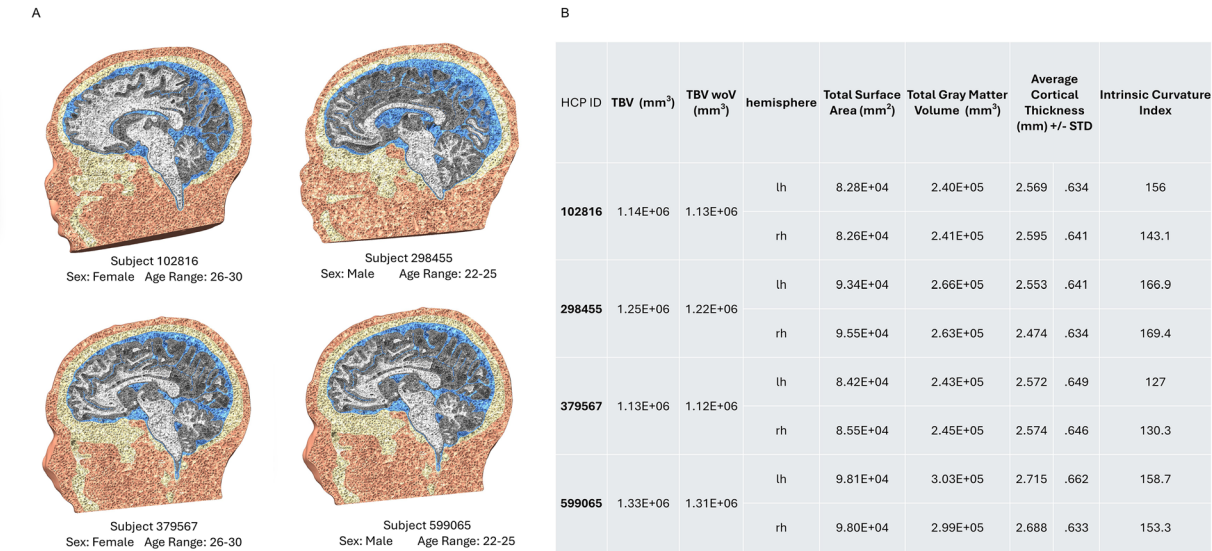 A
Subject 102816
Sex: Female Age Range: 26-30
Subject 298455
Sex: Male Age Range: 22-25
Subject 379567
Sex: Female Age Range: 26-30
Subject 599065
Sex: Male Age Range: 22-25
B
HCP ID TBV (mm³) TBV woV (mm³) hemisphere Total Surface Area (mm²) Total Gray Matter Volume (mm³) Average Cortical Thickness (mm) +/- STD Intrinsic Curvature Index
102816 1.14E+06 1.13E+06 lh 8.28E+04 2.40E+05 2.569 .634 156
rh 8.26E+04 2.41E+05 2.595 .641 143.1
298455 1.25E+06 1.22E+06 lh 9.34E+04 2.66E+05 2.553 .641 166.9
rh 9.55E+04 2.63E+05 2.474 .634 169.4
379567 1.13E+06 1.12E+06 lh 8.42E+04 2.43E+05 2.572 .649 127
rh 8.55E+04 2.45E+05 2.574 .646 130.3
599065 1.33E+06 1.31E+06 lh 9.81E+04 3.03E+05 2.715 .662 158.7
rh 9.80E+04 2.99E+05 2.688 .633 153.3